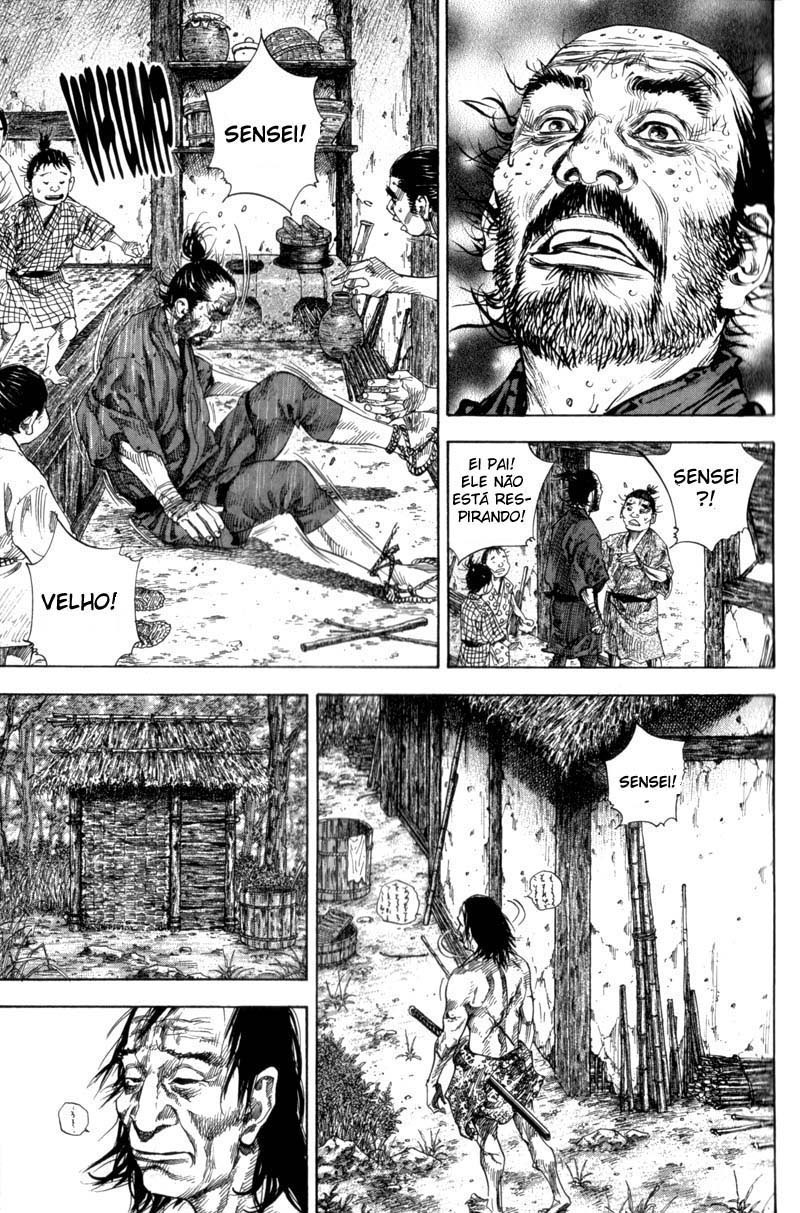 SENSEI
?!
EI PAI!
ELE NÃO
ESTÁ RES-
PIRANDO!
SENSEI!
WHUMP
VELHO!
SENSEI!